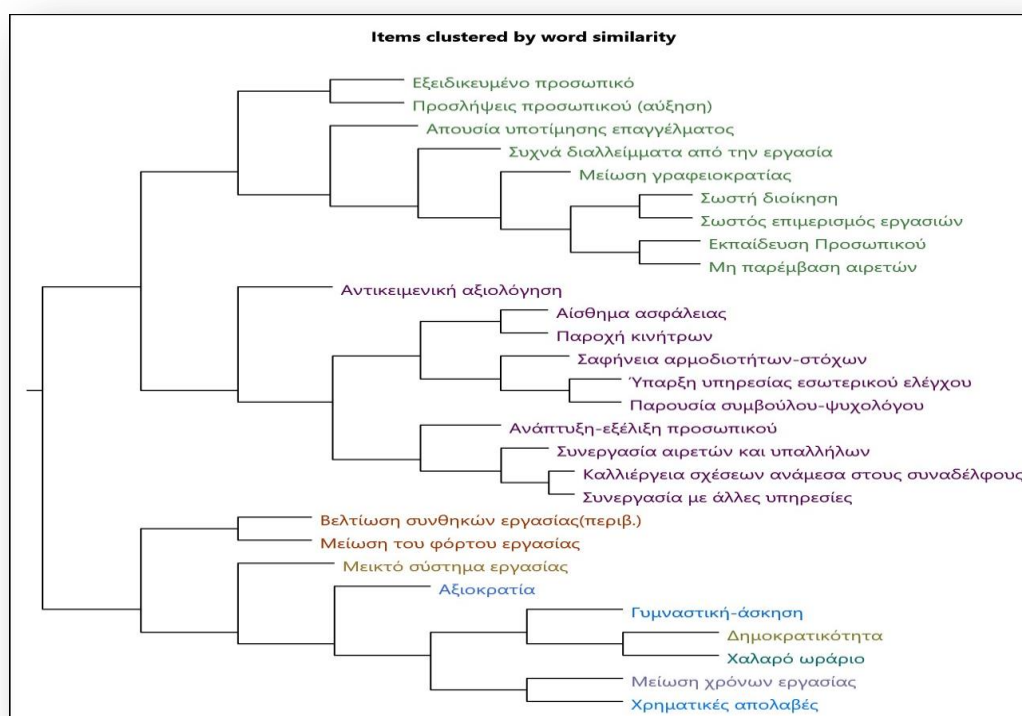 Items clustered by word similarity
Εξειδικευμένο προσωπικό
Προσλήψεις προσωπικού (αύξηση)
Απουσία υποτίμησης επαγγέλματος
Συχνά διαλλείμματα από την εργασία
Μείωση γραφειοκρατίας
Σωστή διοίκηση
Σωστός επιμερισμός εργασιών
Εκπαίδευση Προσωπικού
Μη παρέμβαση αιρετών
Αντικειμενική αξιολόγηση
Αίσθημα ασφάλειας
Παροχή κινήτρων
Σαφήνεια αρμοδιοτήτων-στόχων
Ύπαρξη υπηρεσίας εσωτερικού ελέγχου
Παρουσία συμβούλου-ψυχολόγου
Ανάπτυξη-εξέλιξη προσωπικού
Συνεργασία αιρετών και υπαλλήλων
Καλλιέργεια σχέσεων ανάμεσα στους συναδέλφους
Συνεργασία με άλλες υπηρεσίες
Βελτίωση συνθηκών εργασίας(περιβ.)
Μείωση του φόρτου εργασίας
Μεικτό σύστημα εργασίας
Αξιοκρατία
Γυμναστική-άσκηση
Δημοκρατικότητα
Χαλαρό ωράριο
Μείωση χρόνων εργασίας
Χρηματικές απολαβές